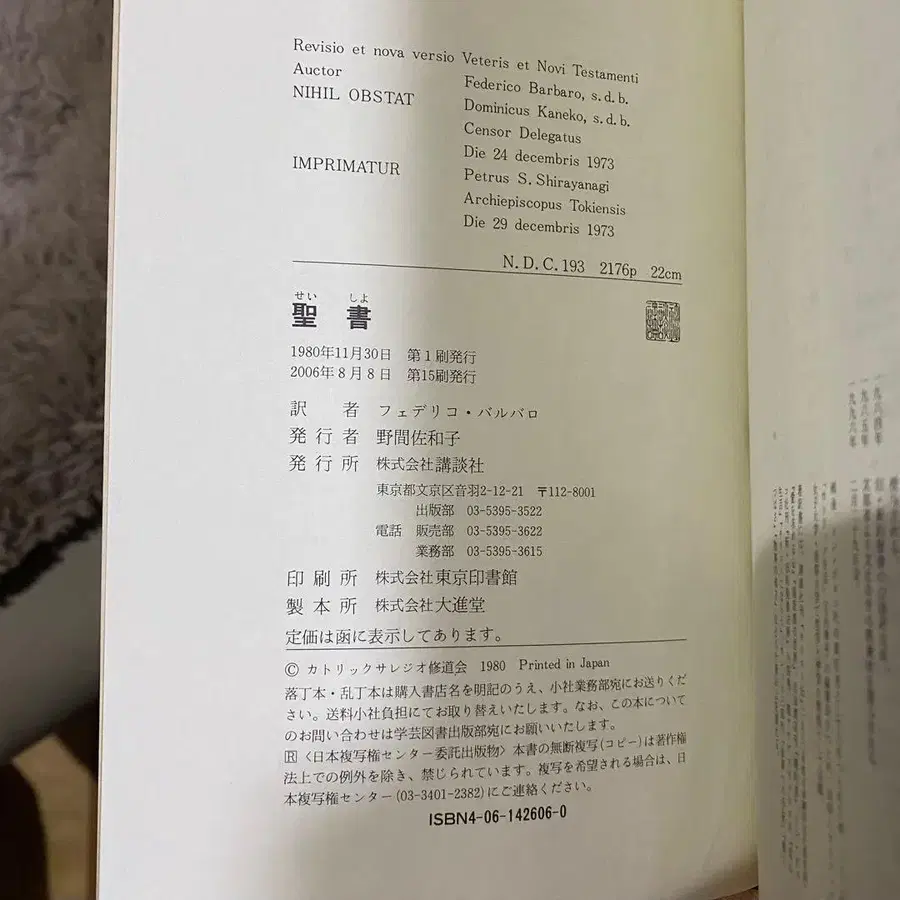 Revisio et nova versio Veteris et Novi Testamenti
Auctor Federico Barbaro, s.d.b.
NIHIL OBSTAT Dominicus Kaneko, s.d.b.
Censor Delegatus
Die 24 decembris 1973
IMPRIMATUR Petrus S. Shirayanagi
Archiepiscopus Tokiensis
Die 29 decembris 1973
N.D.C.193 2176p 22cm
せい しよ
聖書
1980年11月30日 第1刷発行
2006年8月8日 第15刷発行
訳者 フェデリコ・バルバロ
発行者 野間佐和子
発行所 株式会社講談社
東京都文京区音羽2-12-21 〒112-8001
出版部 03-5395-3522
電話 販売部 03-5395-3622
業務部 03-5395-3615
印刷所 株式会社東京印書館
製本所 株式会社大進堂
定価は函に表示してあります。
© カトリックサレジオ修道会 1980 Printed in Japan
落丁本・乱丁本は購入書店名を明記のうえ、小社業務部宛にお送りくだ
さい。送料小社負担にてお取り替えいたします。なお、この本について
のお問い合わせは学芸図書出版部宛にお願いいたします。
R〈日本複写権センター委託出版物〉本書の無断複写(コピー)は著作権
法上での例外を除き、禁じられています。複写を希望される場合は、日
本複写権センター(03-3401-2382)にご連絡ください。
ISBN4-06-142606-0
一九六四年
一九八五年
一九九六年